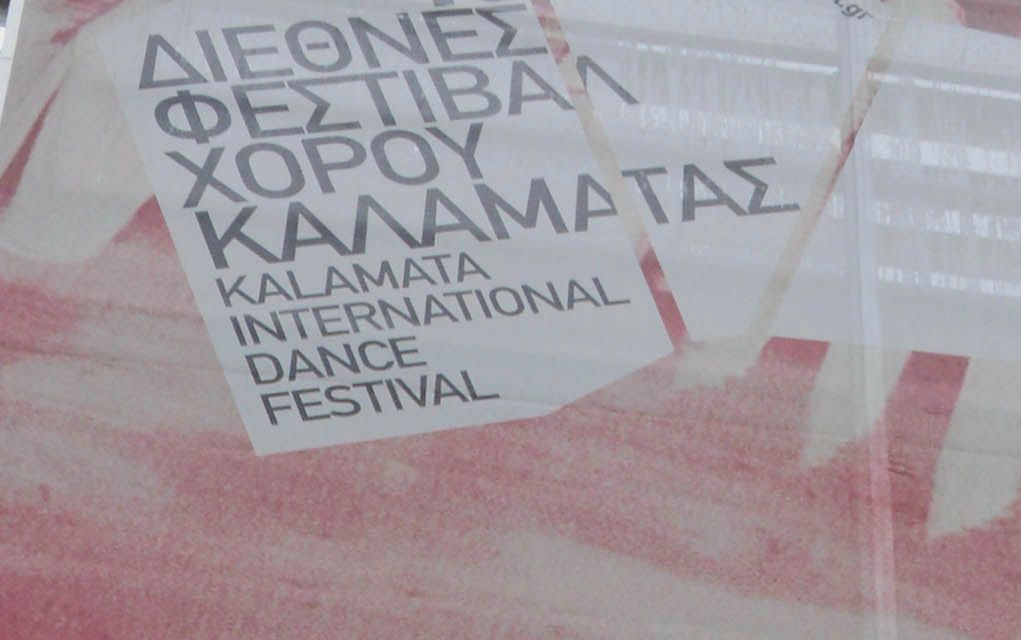 ΔΙΕΘΝΕΣ
ΦΕΣΤΙΒΑΛ
ΧΟΡΟΥ
ΚΑΛΑΜΑΤΑΣ
KALAMATA
INTERNATIONAL
DANCE
FESTIVAL